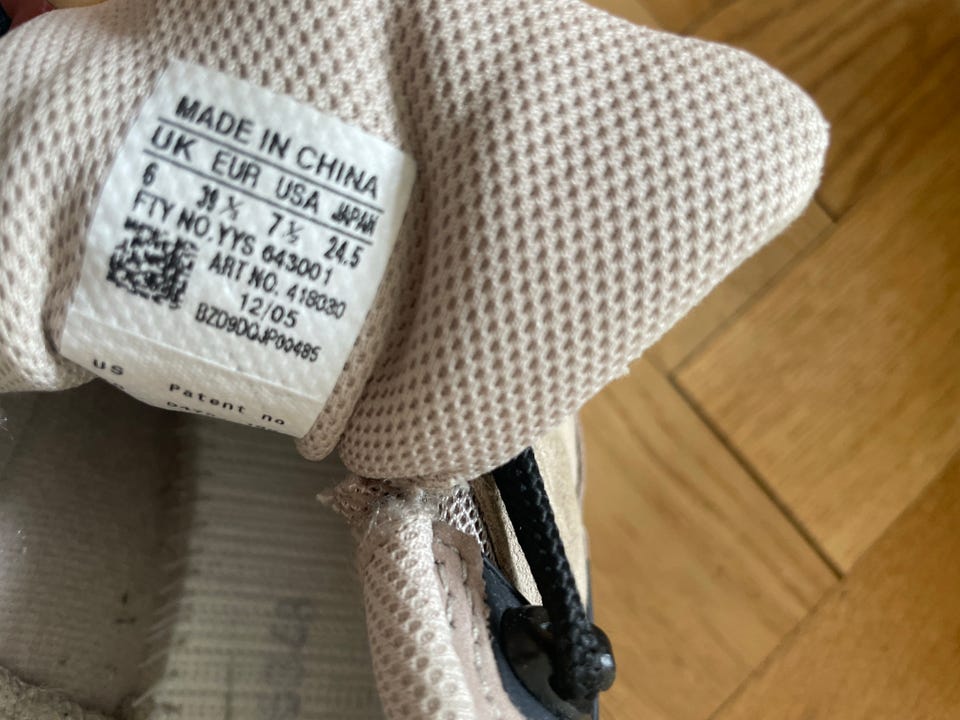 MADE IN CHINA
UK EUR USA JAPAN
6 39 ⅓ 7 ½ 24.5
FTY NO.YYS 643001
ART NO. 418030
12/05
BZD9DQJP00485
US Patent no